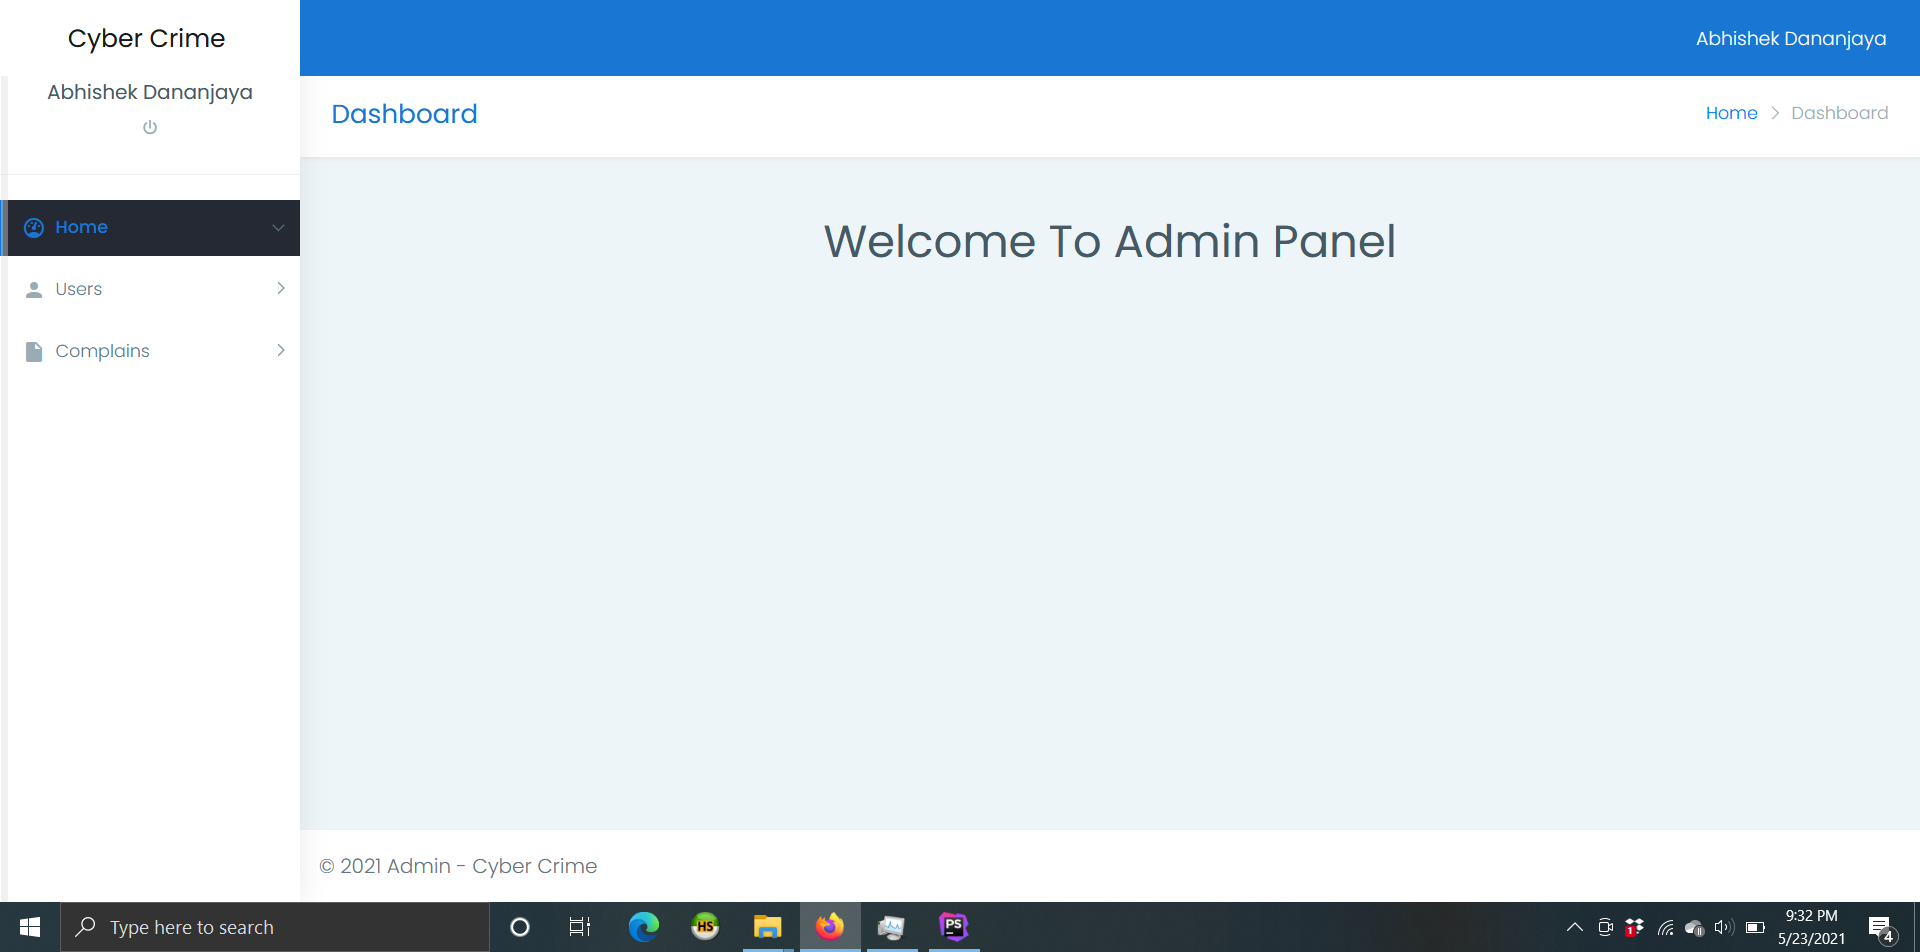 Cyber Crime
Abhishek Dananjaya
Abhishek Dananjaya
Dashboard
Home
Dashboard
Home
Users
Complains
Welcome To Admin Panel
© 2021 Admin - Cyber Crime
Type here to search
HS
PS
1
9:32 PM
5/23/2021
4